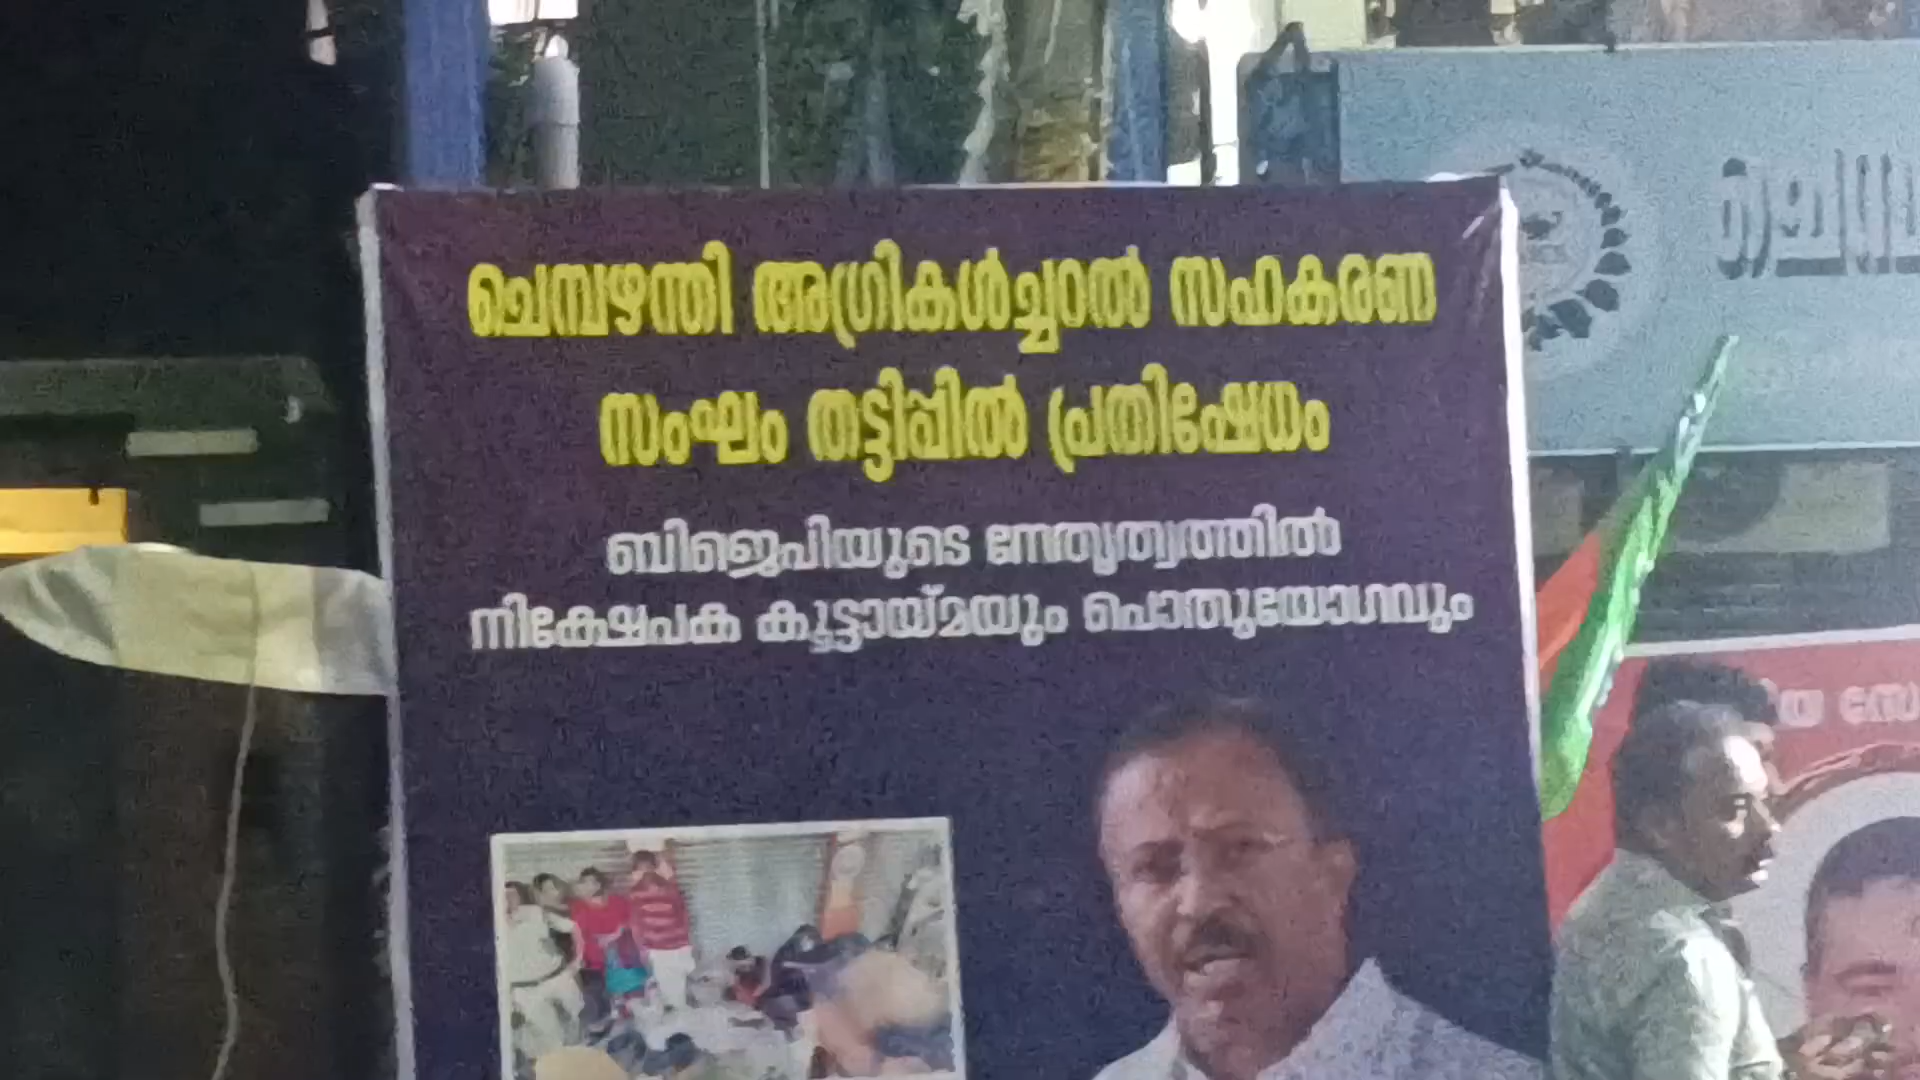 ചെമ്പഴന്തി അഗ്രികൾച്ചറൽ സഹകരണ
സംഘം തട്ടിപ്പിൽ പ്രതിഷേധം
ബിജെപിയുടെ നേതൃത്വത്തിൽ
നിക്ഷേപക കൂട്ടായ്മയും പൊതുയോഗവും